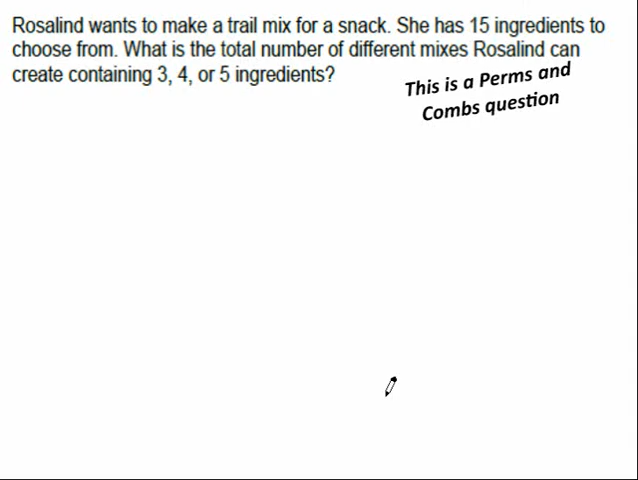 Rosalind wants to make a trail mix for a snack. She has 15 ingredients to
choose from. What is the total number of different mixes Rosalind can
create containing 3, 4, or 5 ingredients?
This is a Perms and
Combs question